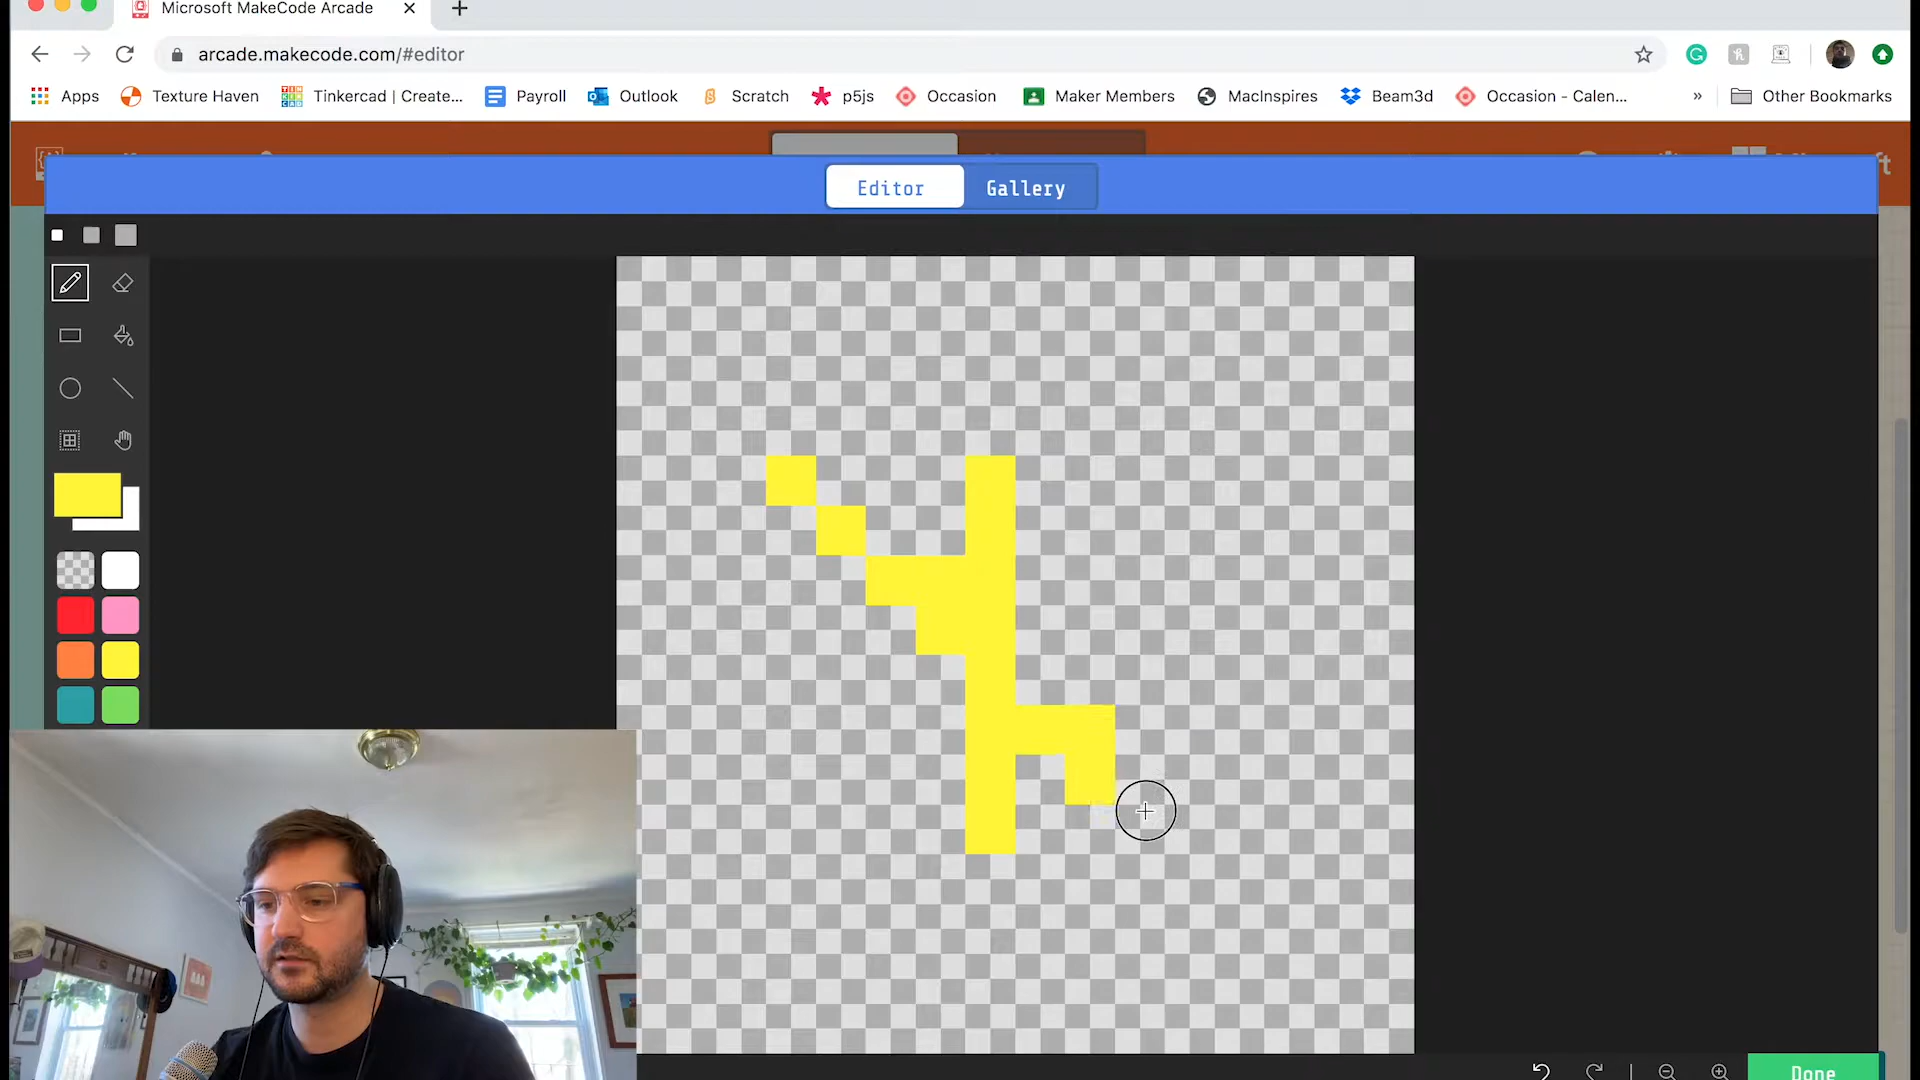 Microsoft MakeCode Arcade
arcade.makecode.com/#editor
Apps Texture Haven Tinkercad | Create... Payroll Outlook Scratch p5js Occasion Maker Members MacInspires Beam3d Occasion - Calen... » Other Bookmarks
Editor Gallery
Done